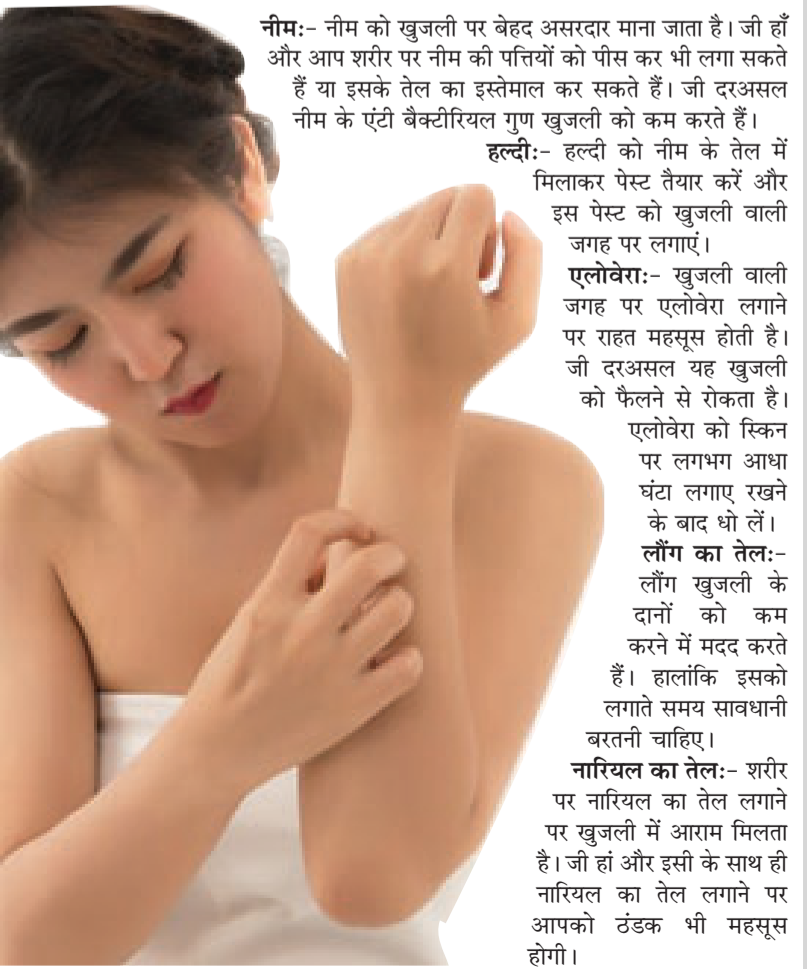 नीम:- नीम को खुजली पर बेहद असरदार माना जाता है। जी हाँ
और आप शरीर पर नीम की पत्तियों को पीस कर भी लगा सकते
हैं या इसके तेल का इस्तेमाल कर सकते हैं। जी दरअसल
नीम के एंटी बैक्टीरियल गुण खुजली को कम करते हैं।
हल्दी:- हल्दी को नीम के तेल में
मिलाकर पेस्ट तैयार करें और
इस पेस्ट को खुजली वाली
जगह पर लगाएं।
एलोवेरा:- खुजली वाली
जगह पर एलोवेरा लगाने
पर राहत महसूस होती है।
जी दरअसल यह खुजली
को फैलने से रोकता है।
एलोवेरा को स्किन
पर लगभग आधा
घंटा लगाए रखने
के बाद धो लें।
लौंग का तेल:-
लौंग खुजली के
दानों को कम
करने में मदद करते
हैं। हालांकि इसको
लगाते समय सावधानी
बरतनी चाहिए।
नारियल का तेल:- शरीर
पर नारियल का तेल लगाने
पर खुजली में आराम मिलता
है। जी हां और इसी के साथ ही
नारियल का तेल लगाने पर
आपको ठंडक भी महसूस
होगी।